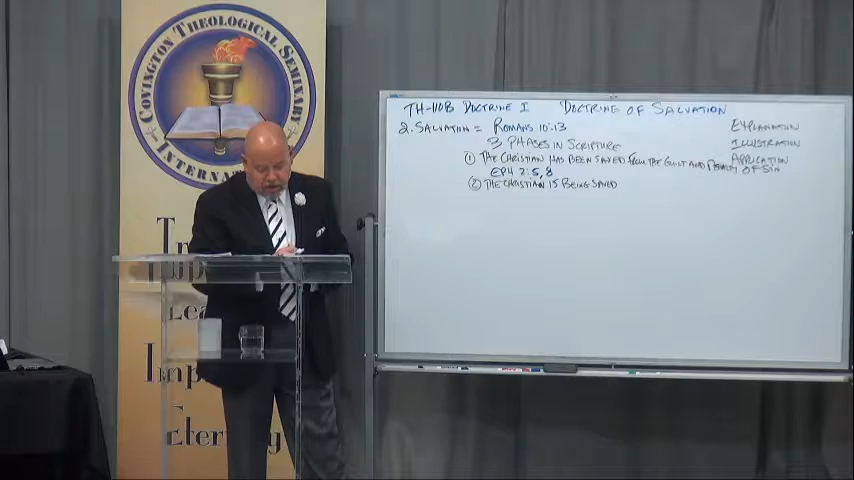 COVINGTON THEOLOGICAL SEMINARY
INTERNATIONAL
TH-110B DOCTRINE I DOCTRINE OF SALVATION
2. SALVATION = ROMANS 10:13
3 PHASES IN SCRIPTURE
① THE CHRISTIAN HAS BEEN SAVED FROM THE GUILT AND PENALTY OF SIN
EPH 2:5, 8
② THE CHRISTIAN IS BEING SAVED
EXPLANATION
ILLUSTRATION
APPLICATION